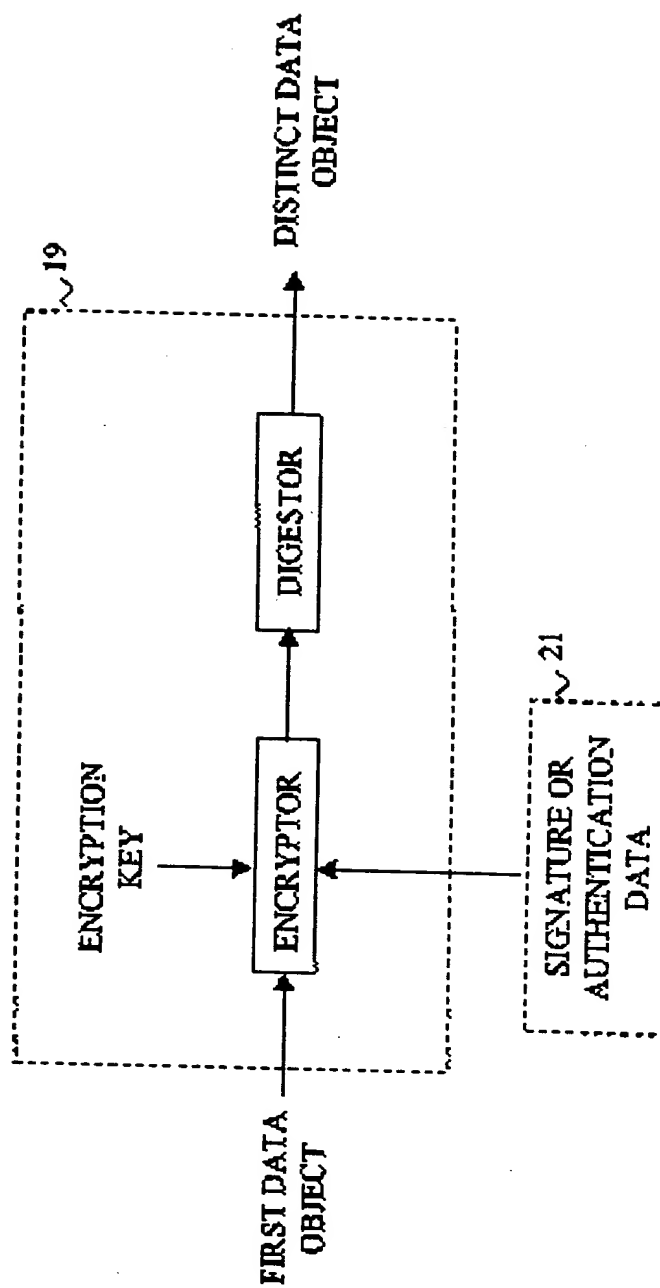 19
ENCRYPTION
KEY
FIRST DATA
OBJECT
ENCRYPTOR
DIGESTOR
DISTINCT DATA
OBJECT
21
SIGNATURE OR
AUTHENTICATION
DATA